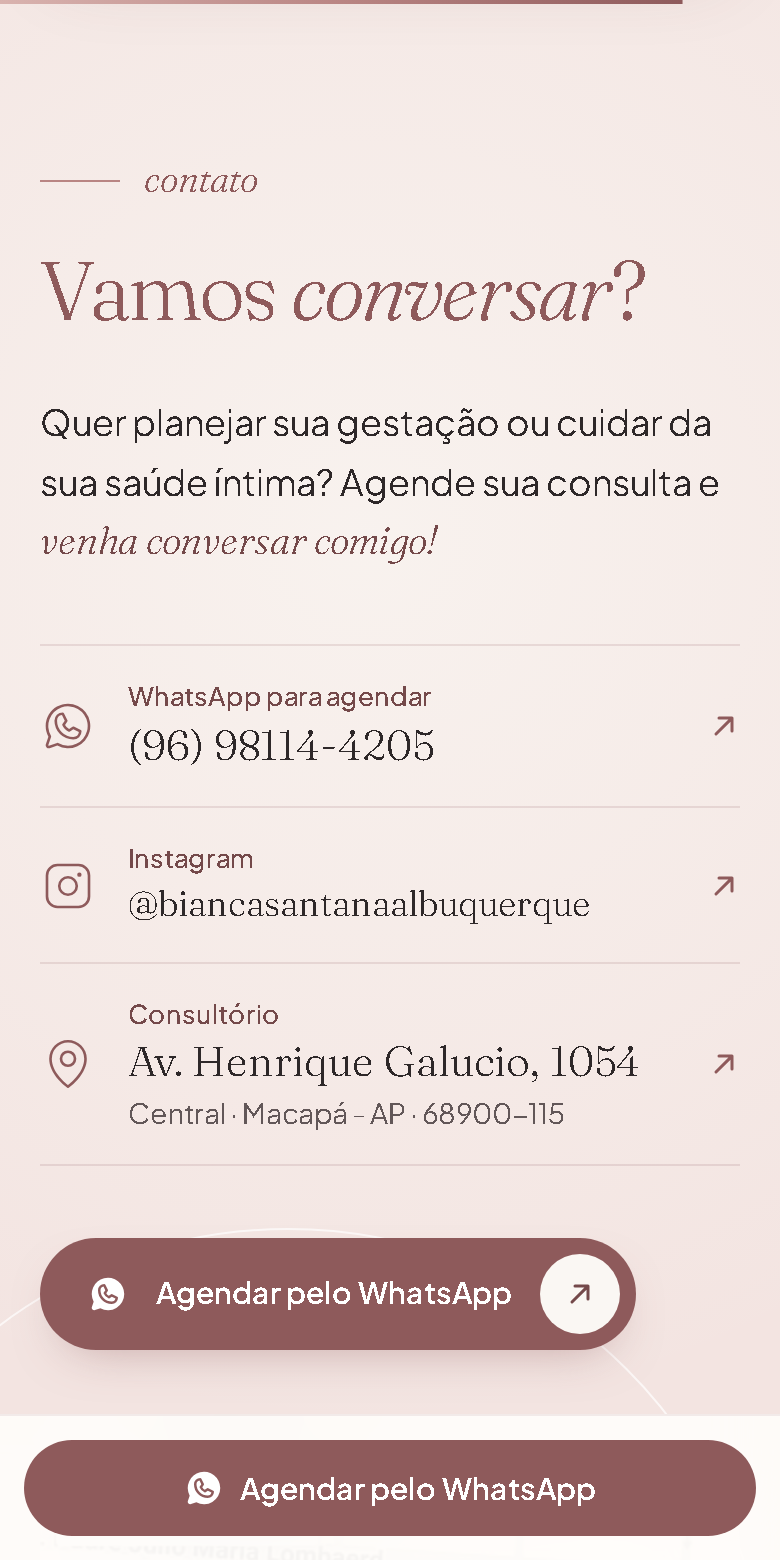 contato
Vamos conversar?
Quer planejar sua gestação ou cuidar da
sua saúde íntima? Agende sua consulta e
venha conversar comigo!
WhatsApp para agendar
(96) 98114-4205
Instagram
@biancasantanaalbuquerque
Consultório
Av. Henrique Galucio, 1054
Central · Macapá – AP · 68900–115
Agendar pelo WhatsApp
Agendar pelo WhatsApp